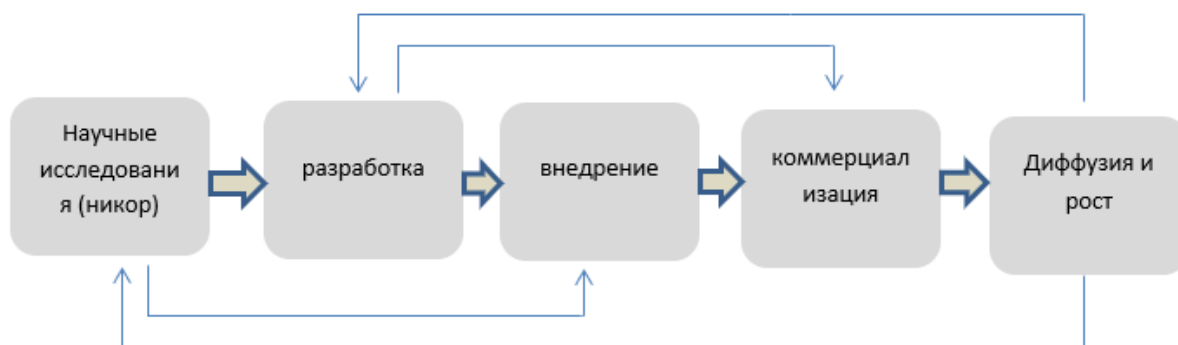 Научные
исследовани
я (никор)
разработка
внедрение
коммерциал
изация
Диффузия и
рост